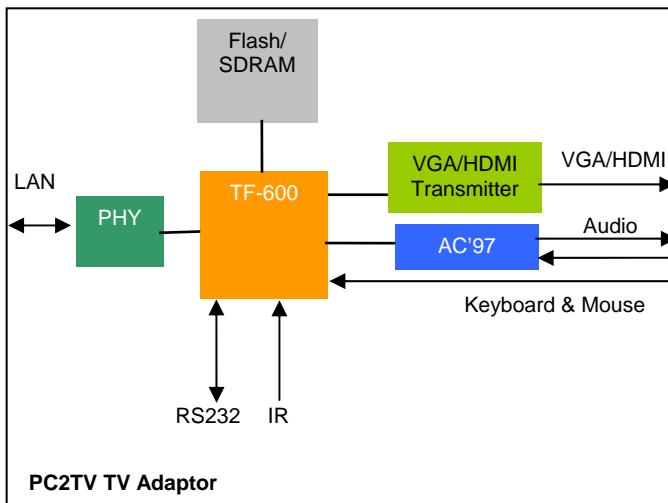 Flash/
SDRAM
VGA/HDMI
Transmitter
VGA/HDMI
LAN
PHY
TF-600
AC’97
Audio
Keyboard & Mouse
RS232
IR
PC2TV TV Adaptor